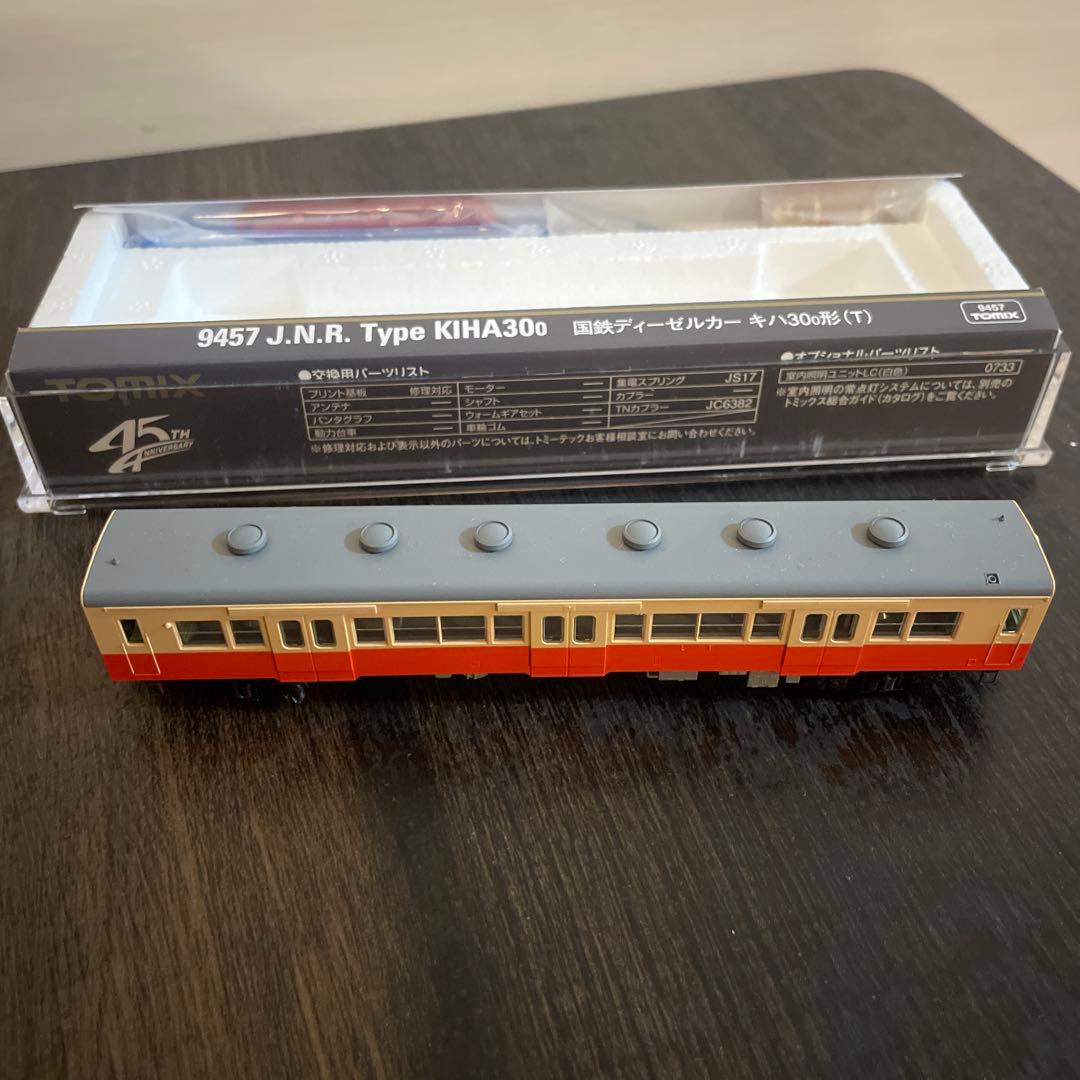 9457 J.N.R. Type KIHA30₀ 国鉄ディーゼルカー キハ30₀形(T)
9457
TOMIX
TOMIX
45TH
ANNIVERSARY
●交換用パーツリスト
プリント基板 修理対応 モーター — 集電スプリング JS17
アンテナ — シャフト — カプラー —
パンタグラフ — ウォームギアセット — TNカプラー JC6382
動力台車 — 車輪ゴム —
※修理対応および表示以外のパーツについては、トミーテックお客様相談室にお問い合わせください。
●オプショナルパーツリスト
室内照明ユニットLC(白色) 0733
※室内照明の常点灯システムについては、別売の
トミックス総合ガイド(カタログ)をご覧ください。